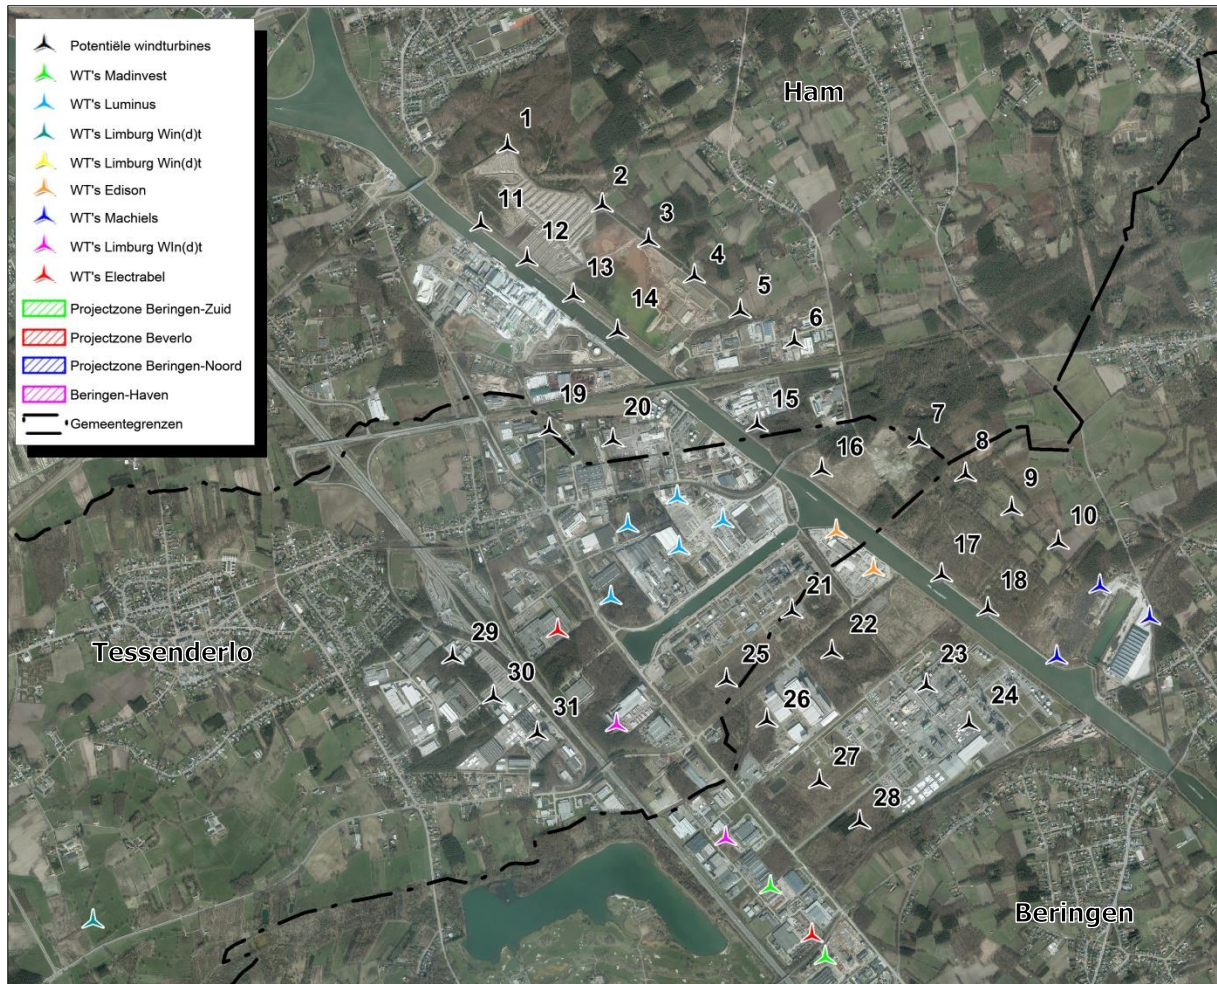 Potentiële windturbines
WT's Madinvest
WT's Luminus
WT's Limburg Win(d)t
WT's Limburg Win(d)t
WT's Edison
WT's Machiels
WT's Limburg WIn(d)t
WT's Electrabel
Projectzone Beringen-Zuid
Projectzone Beverlo
Projectzone Beringen-Noord
Beringen-Haven
Gemeentegrenzen
Ham
1
2
11
3
12
4
13
14
5
6
19
20
15
7
16
8
9
10
17
18
21
22
Tessenderlo
29
25
23
30
24
26
31
27
28
Beringen